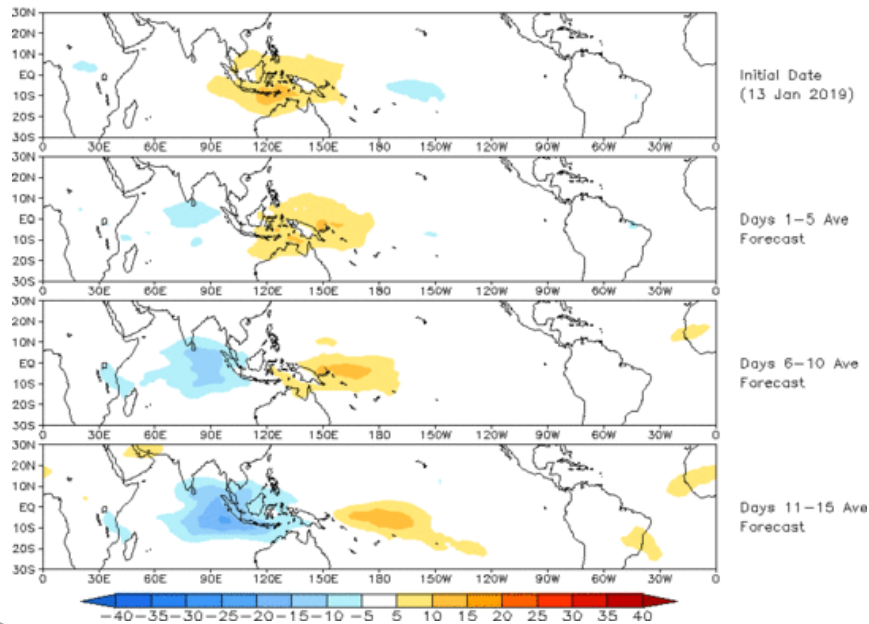 30N
20N
10N
EQ
10S
20S
30S
0 30E 60E 90E 120E 150E 180 150W 120W 90W 60W 30W 0
Initial Date
(13 Jan 2019)
30N
20N
10N
EQ
10S
20S
30S
0 30E 60E 90E 120E 150E 180 150W 120W 90W 60W 30W 0
Days 1-5 Ave
Forecast
30N
20N
10N
EQ
10S
20S
30S
0 30E 60E 90E 120E 150E 180 150W 120W 90W 60W 30W 0
Days 6-10 Ave
Forecast
30N
20N
10N
EQ
10S
20S
30S
0 30E 60E 90E 120E 150E 180 150W 120W 90W 60W 30W 0
Days 11-15 Ave
Forecast
-40 -35 -30 -25 -20 -15 -10 -5 5 10 15 20 25 30 35 40